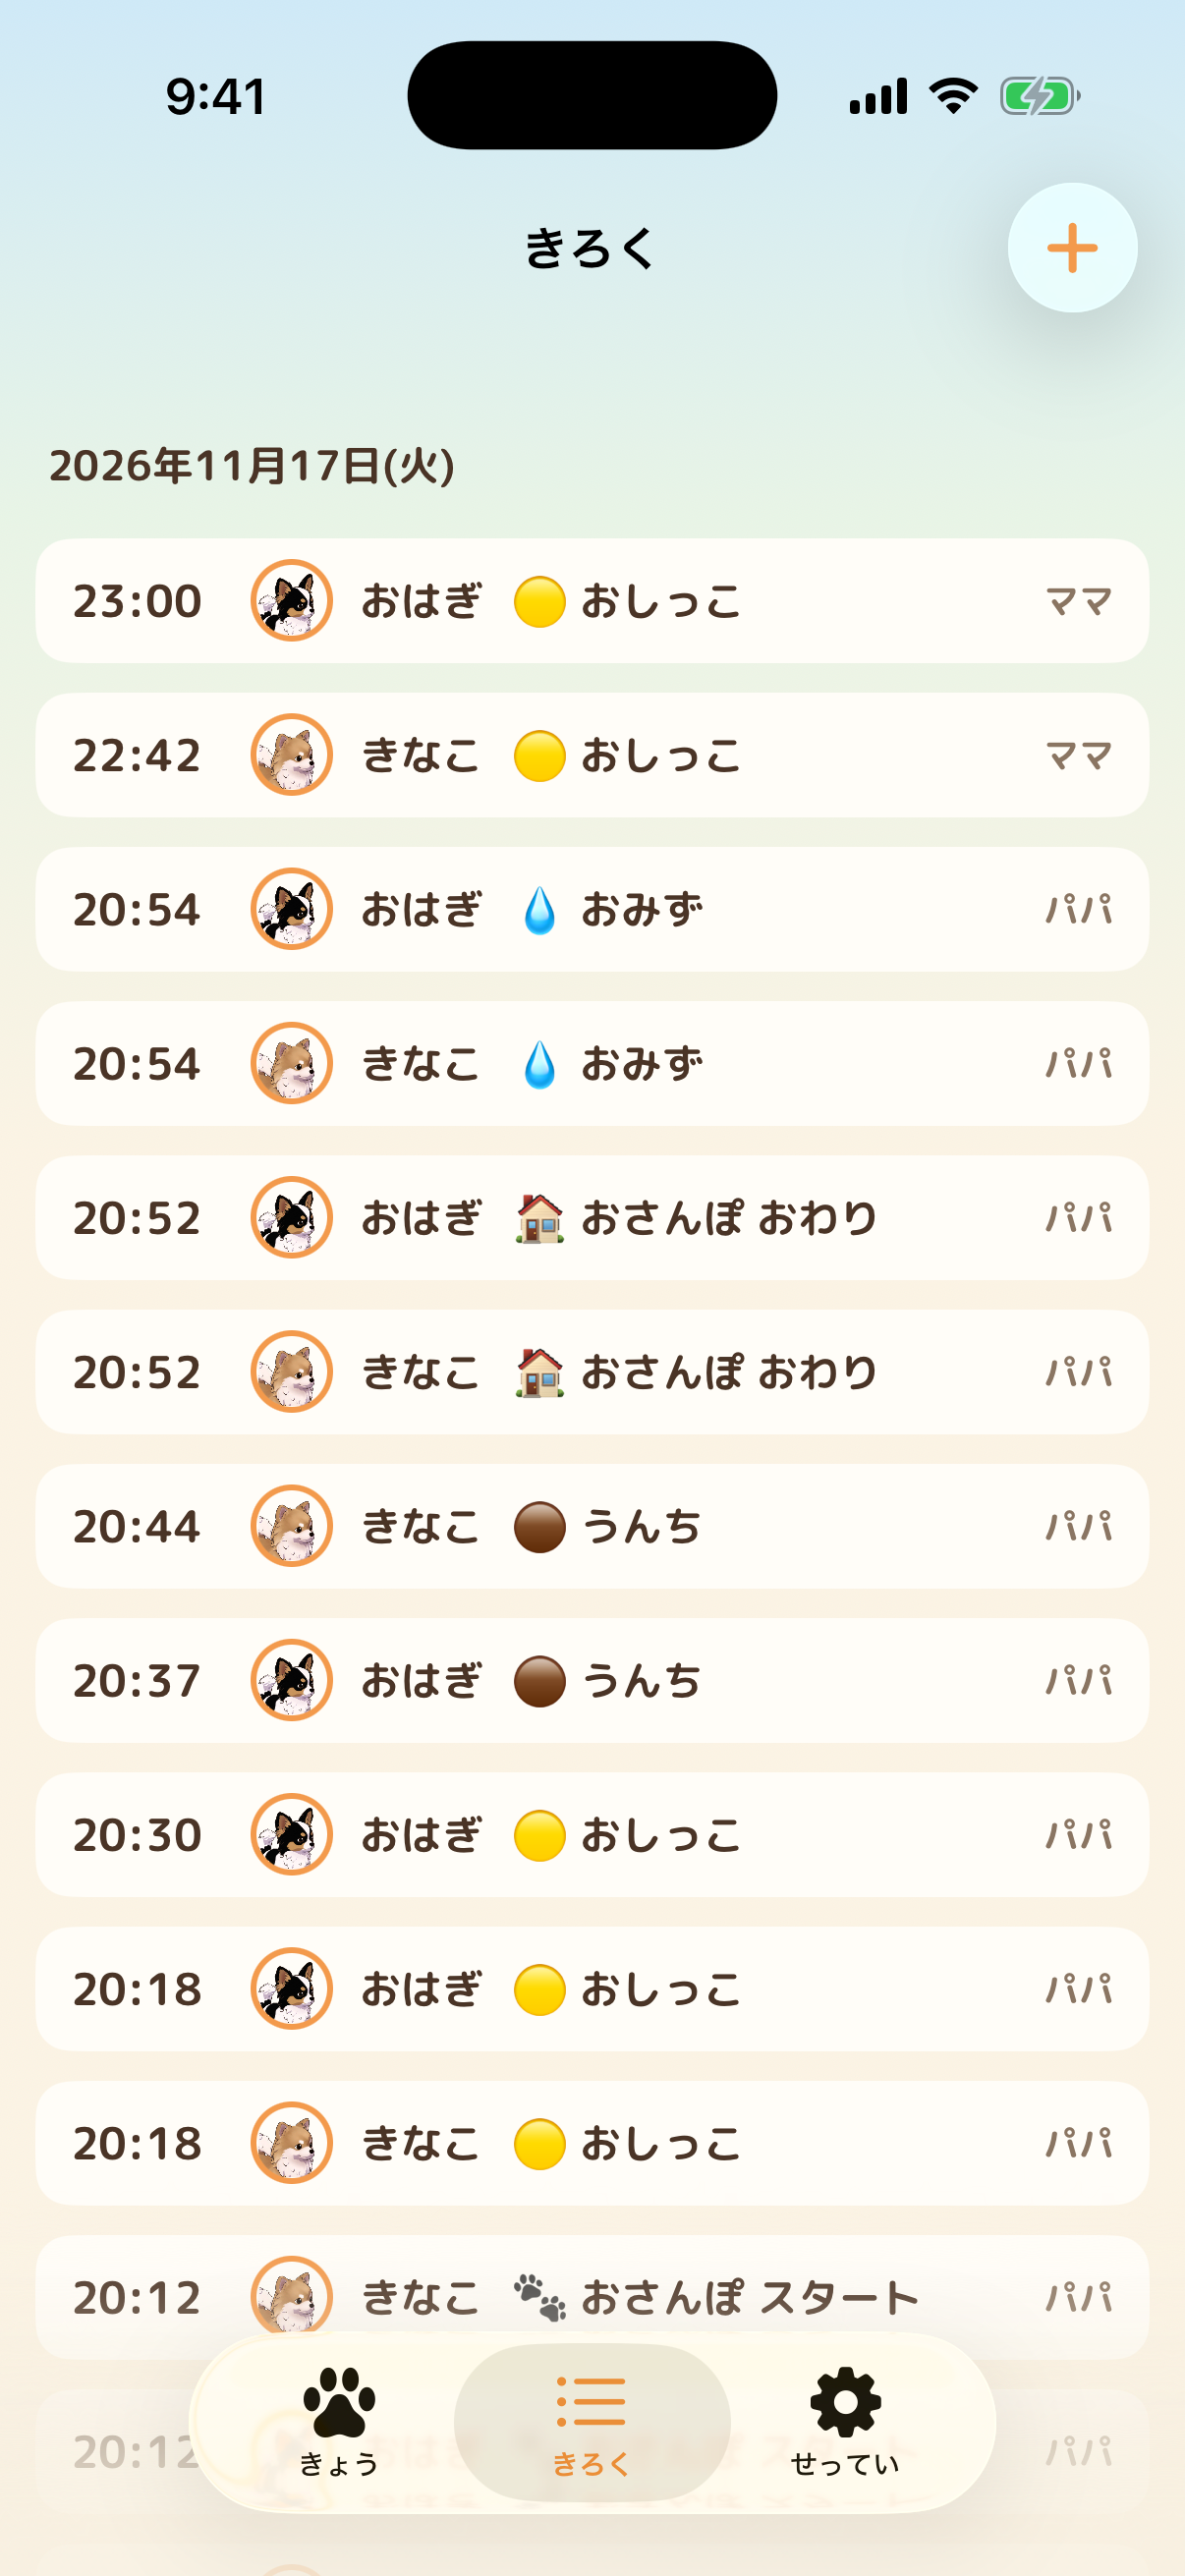 9:41
きろく
2026年11月17日(火)
23:00 おはぎ おしっこ ママ
22:42 きなこ おしっこ ママ
20:54 おはぎ おみず パパ
20:54 きなこ おみず パパ
20:52 おはぎ おさんぽ おわり パパ
20:52 きなこ おさんぽ おわり パパ
20:44 きなこ うんち パパ
20:37 おはぎ うんち パパ
20:30 おはぎ おしっこ パパ
20:18 おはぎ おしっこ パパ
20:18 きなこ おしっこ パパ
20:12 きなこ おさんぽ スタート パパ
20:12 パパ
きょう きろく せってい